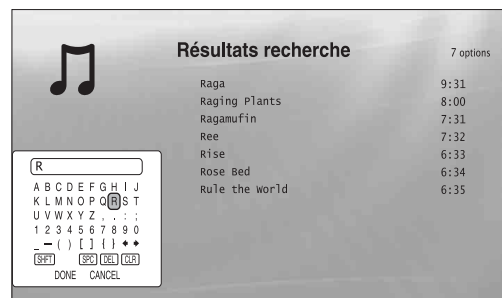 Résultats recherche
7 options
Raga 9:31
Raging Plants 8:00
Ragamufin 7:31
Ree 7:32
Rise 6:33
Rose Bed 6:34
Rule the World 6:35
R
A B C D E F G H I J
K L M N O P Q R S T
U V W X Y Z , . : ;
1 2 3 4 5 6 7 8 9 0
_ – ( ) [ ] { }
SHFT SPC DEL CLR
DONE CANCEL